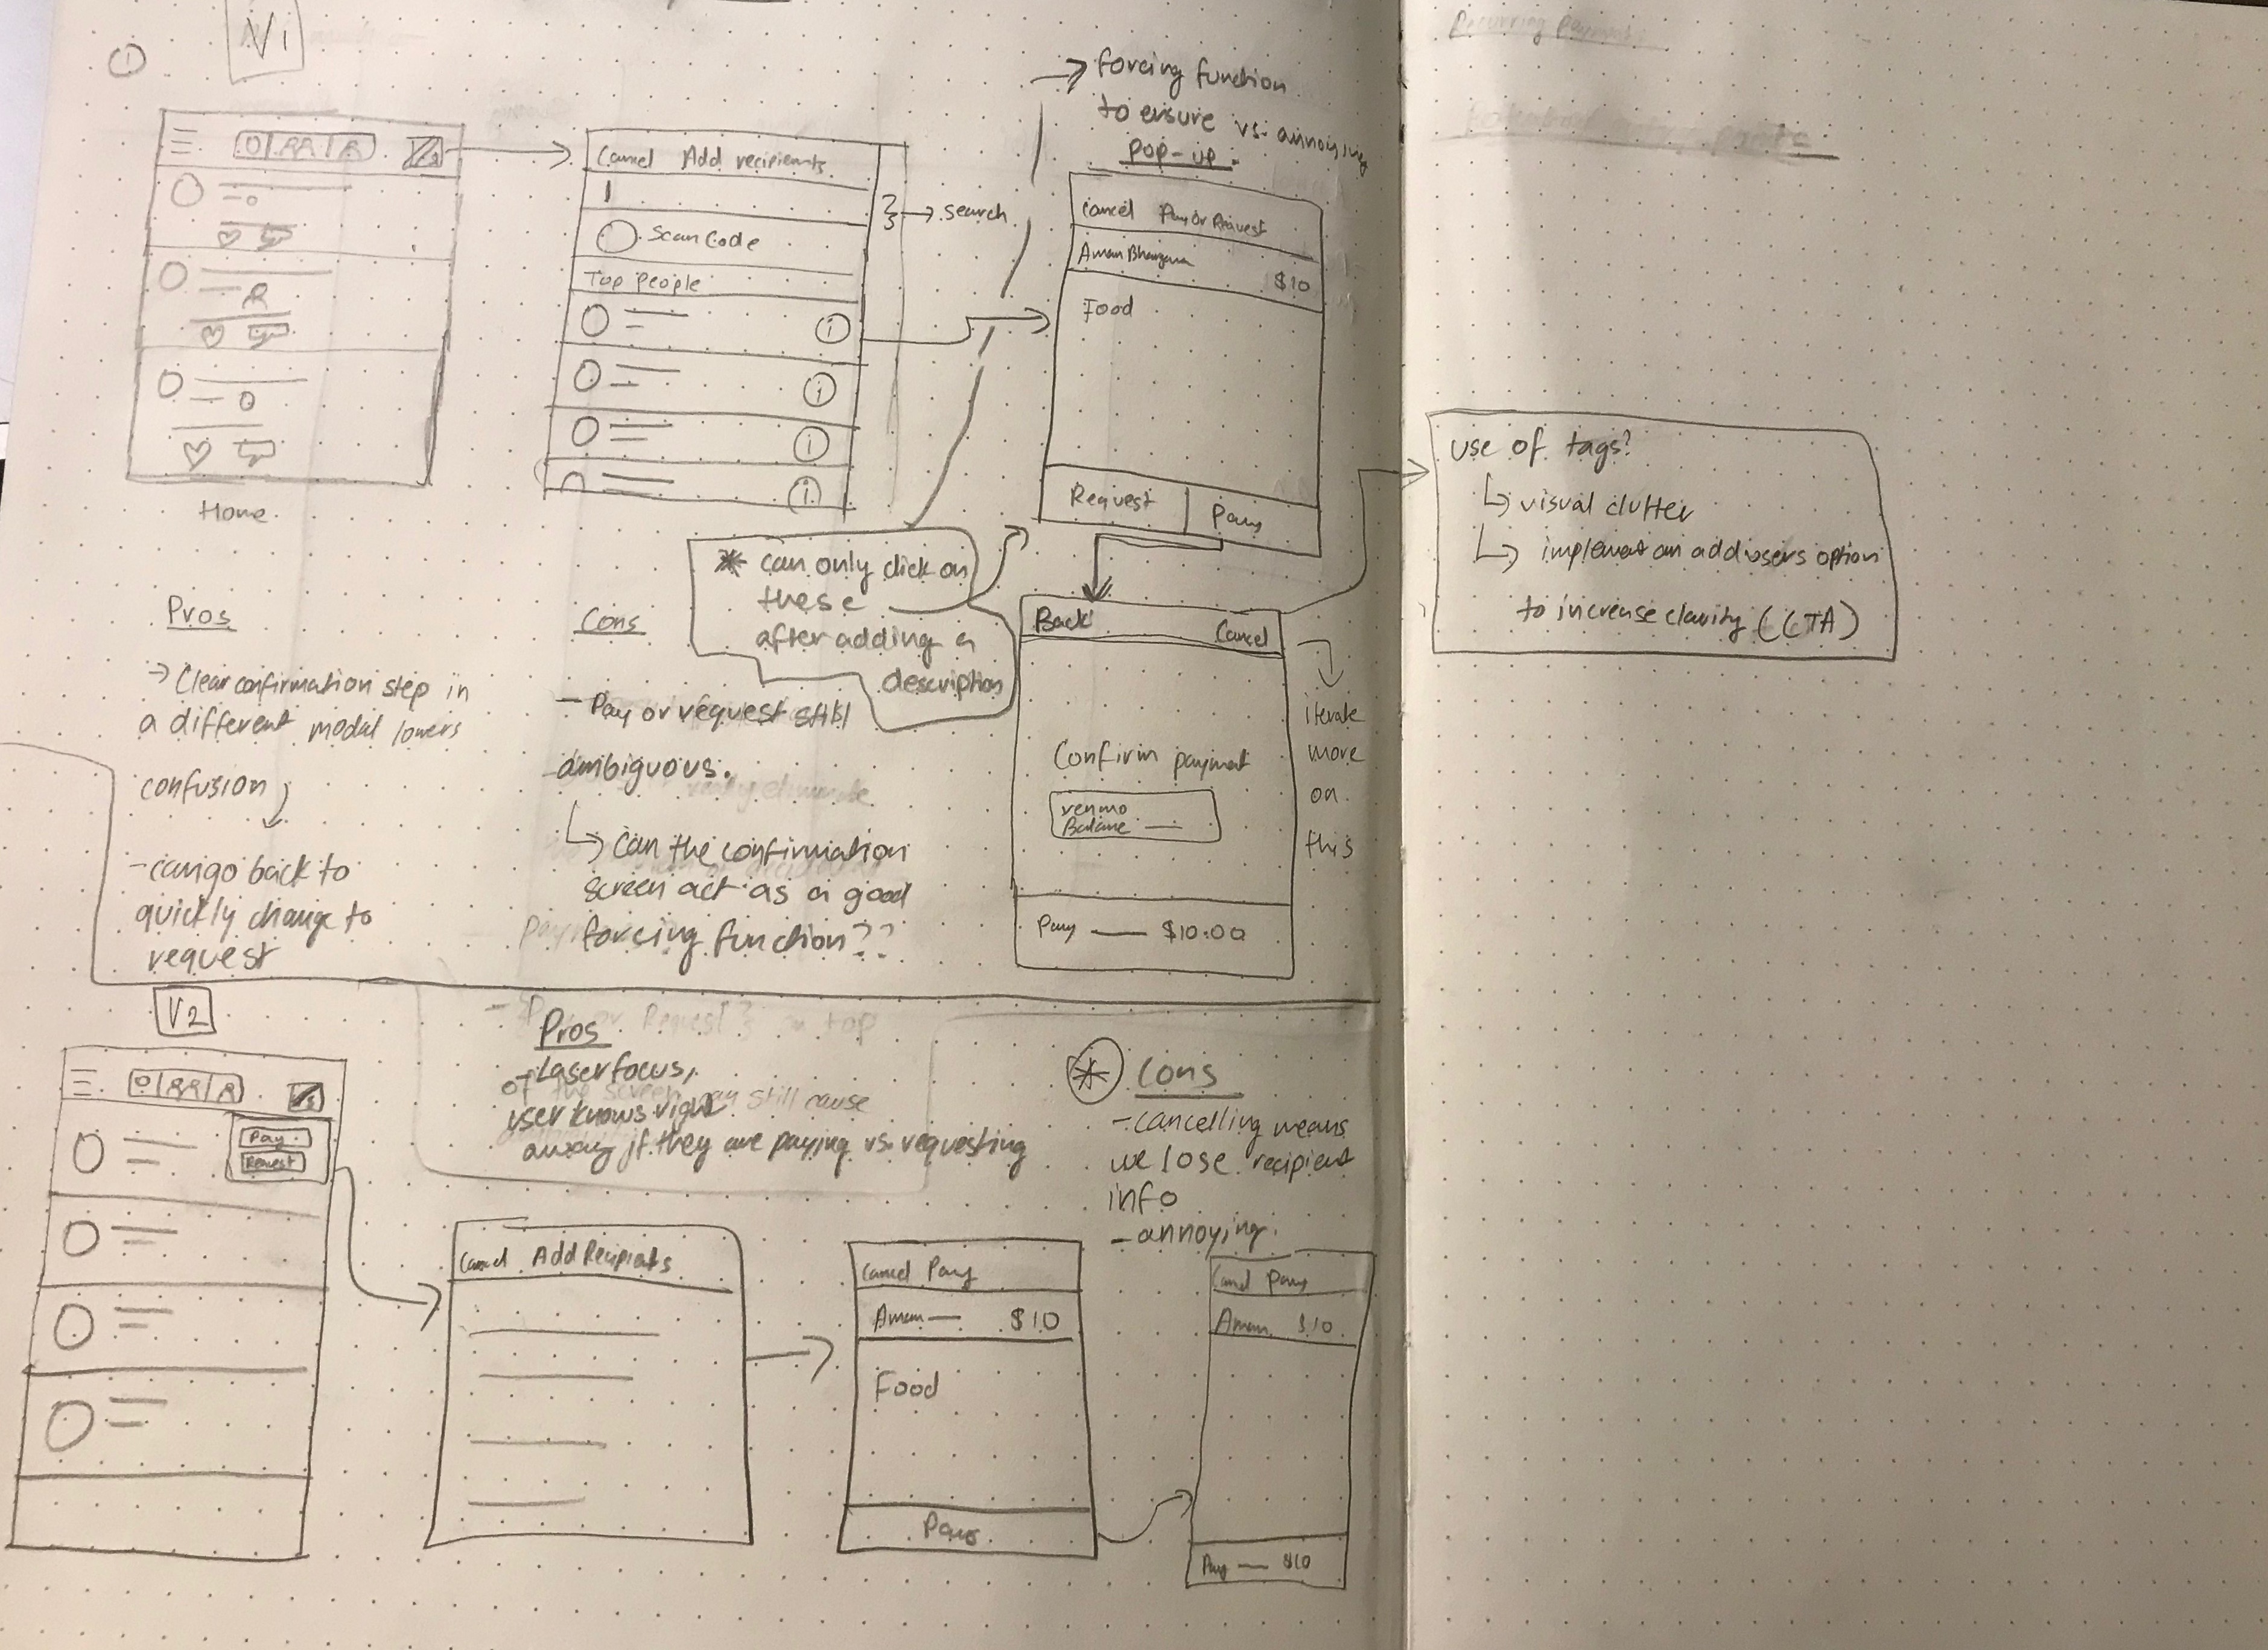 ①
V1
→ forcing function
to ensure vs. annoying
pop-up.
Cancel Add recipients
→ search
Scan Code
Top People
i
i
i
i
Home
Cancel Pay Or Request
Aman
$10
Food
Request Pay
* can only click on
these
after adding a
description
Pros
→ Clear confirmation step in
a different modal lowers
confusion
- can go back to
quickly change to
request
Cons
- Pay or request still
ambiguous.
↳ Can the confirmation
screen act as a good
forcing function??
Back Cancel
Confirm payment
venmo
Balance
Pay — $10.00
iterate
more
on
this
Recurring Payments
use of tags?
↳ visual clutter
↳ implement an add users option
to increase clarity (CTA)
V2
Pay
Request
Pros
- Laser focus,
user knows right
away if they are paying vs. requesting
* Cons
- cancelling means
we lose recipient
info
- annoying.
Cancel Add Recipients
Cancel Pay
Aman — $10
Food
Pay
Cancel Pay
Aman $10
Pay — $10